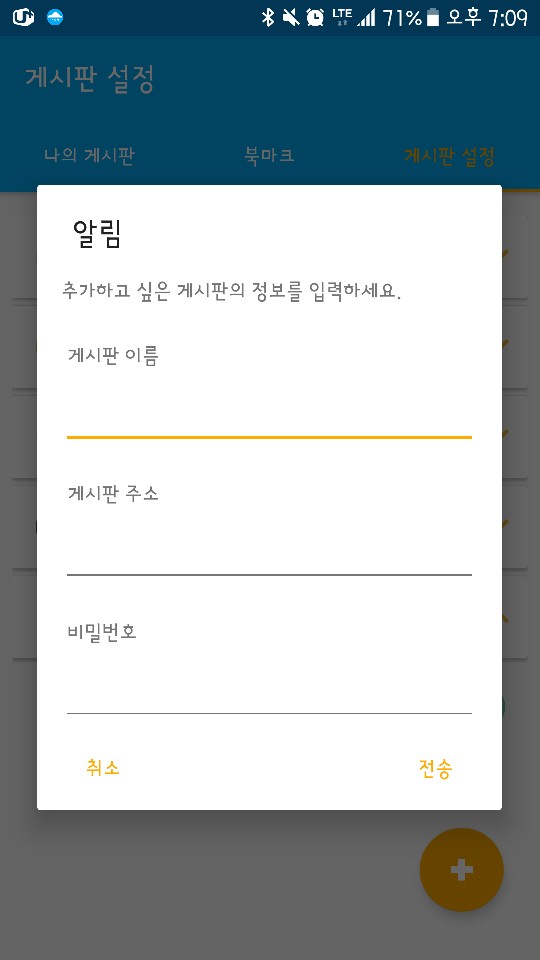 LTE 71% 오후 7:09
게시판 설정
나의 게시판 북마크 게시판 설정
알림
추가하고 싶은 게시판의 정보를 입력하세요.
게시판 이름
게시판 주소
비밀번호
취소 전송